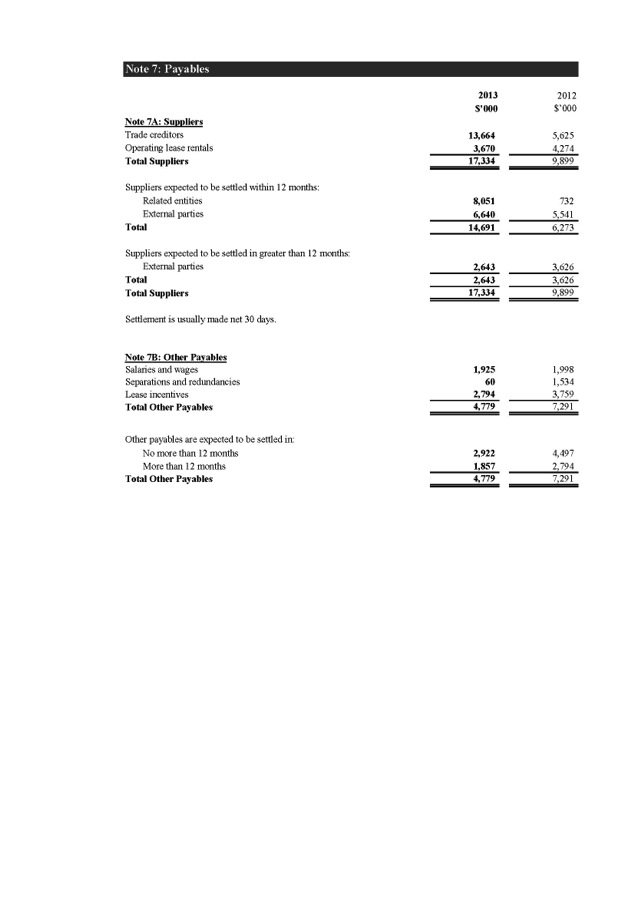 Note 7: Payables
2013 2012
$'000 $'000
Note 7A: Suppliers
Trade creditors 13,664 5,625
Operating lease rentals 3,670 4,274
Total Suppliers 17,334 9,899
Suppliers expected to be settled within 12 months:
Related entities 8,051 732
External parties 6,640 5,541
Total 14,691 6,273
Suppliers expected to be settled in greater than 12 months:
External parties 2,643 3,626
Total 2,643 3,626
Total Suppliers 17,334 9,899
Settlement is usually made net 30 days.
Note 7B: Other Payables
Salaries and wages 1,925 1,998
Separations and redundancies 60 1,534
Lease incentives 2,794 3,759
Total Other Payables 4,779 7,291
Other payables are expected to be settled in:
No more than 12 months 2,922 4,497
More than 12 months 1,857 2,794
Total Other Payables 4,779 7,291